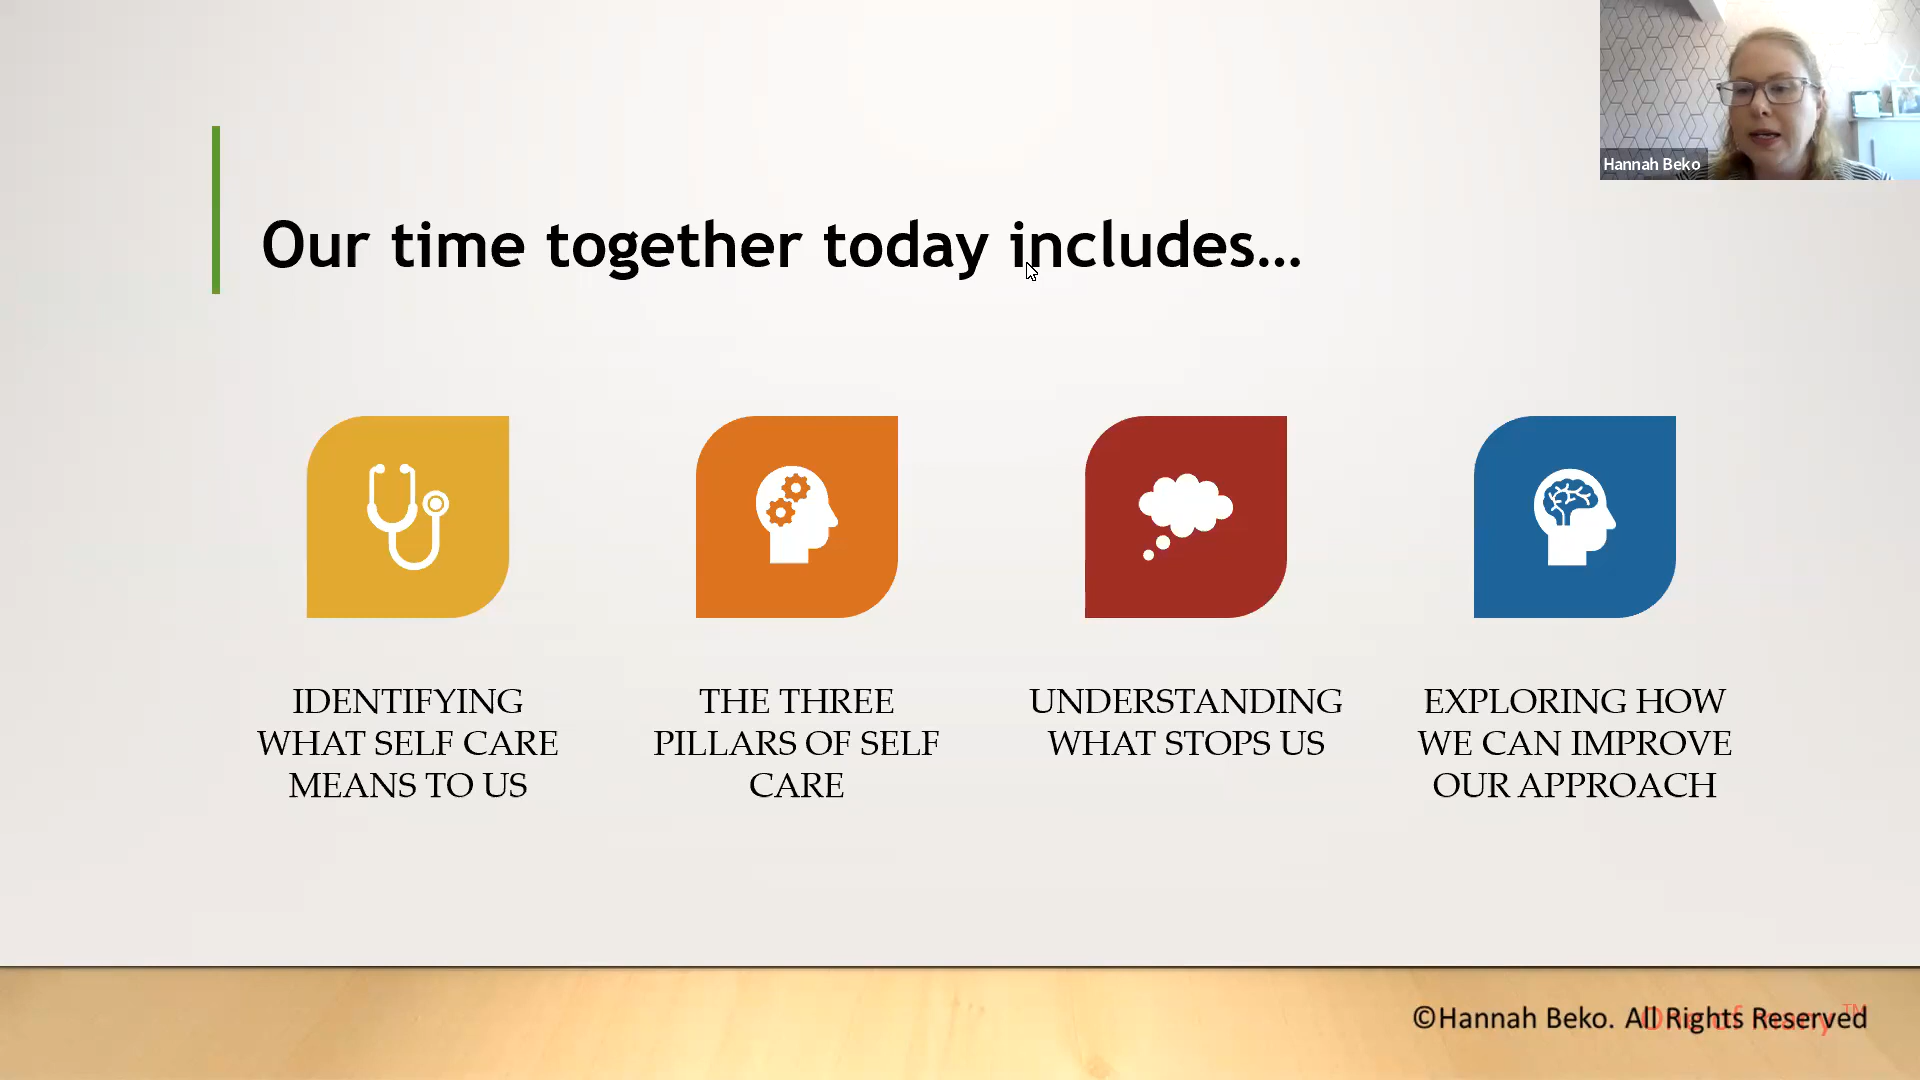 Hannah Beko
Our time together today includes...
IDENTIFYING
WHAT SELF CARE
MEANS TO US
THE THREE
PILLARS OF SELF
CARE
UNDERSTANDING
WHAT STOPS US
EXPLORING HOW
WE CAN IMPROVE
OUR APPROACH
©Hannah Beko. All Rights Reserved